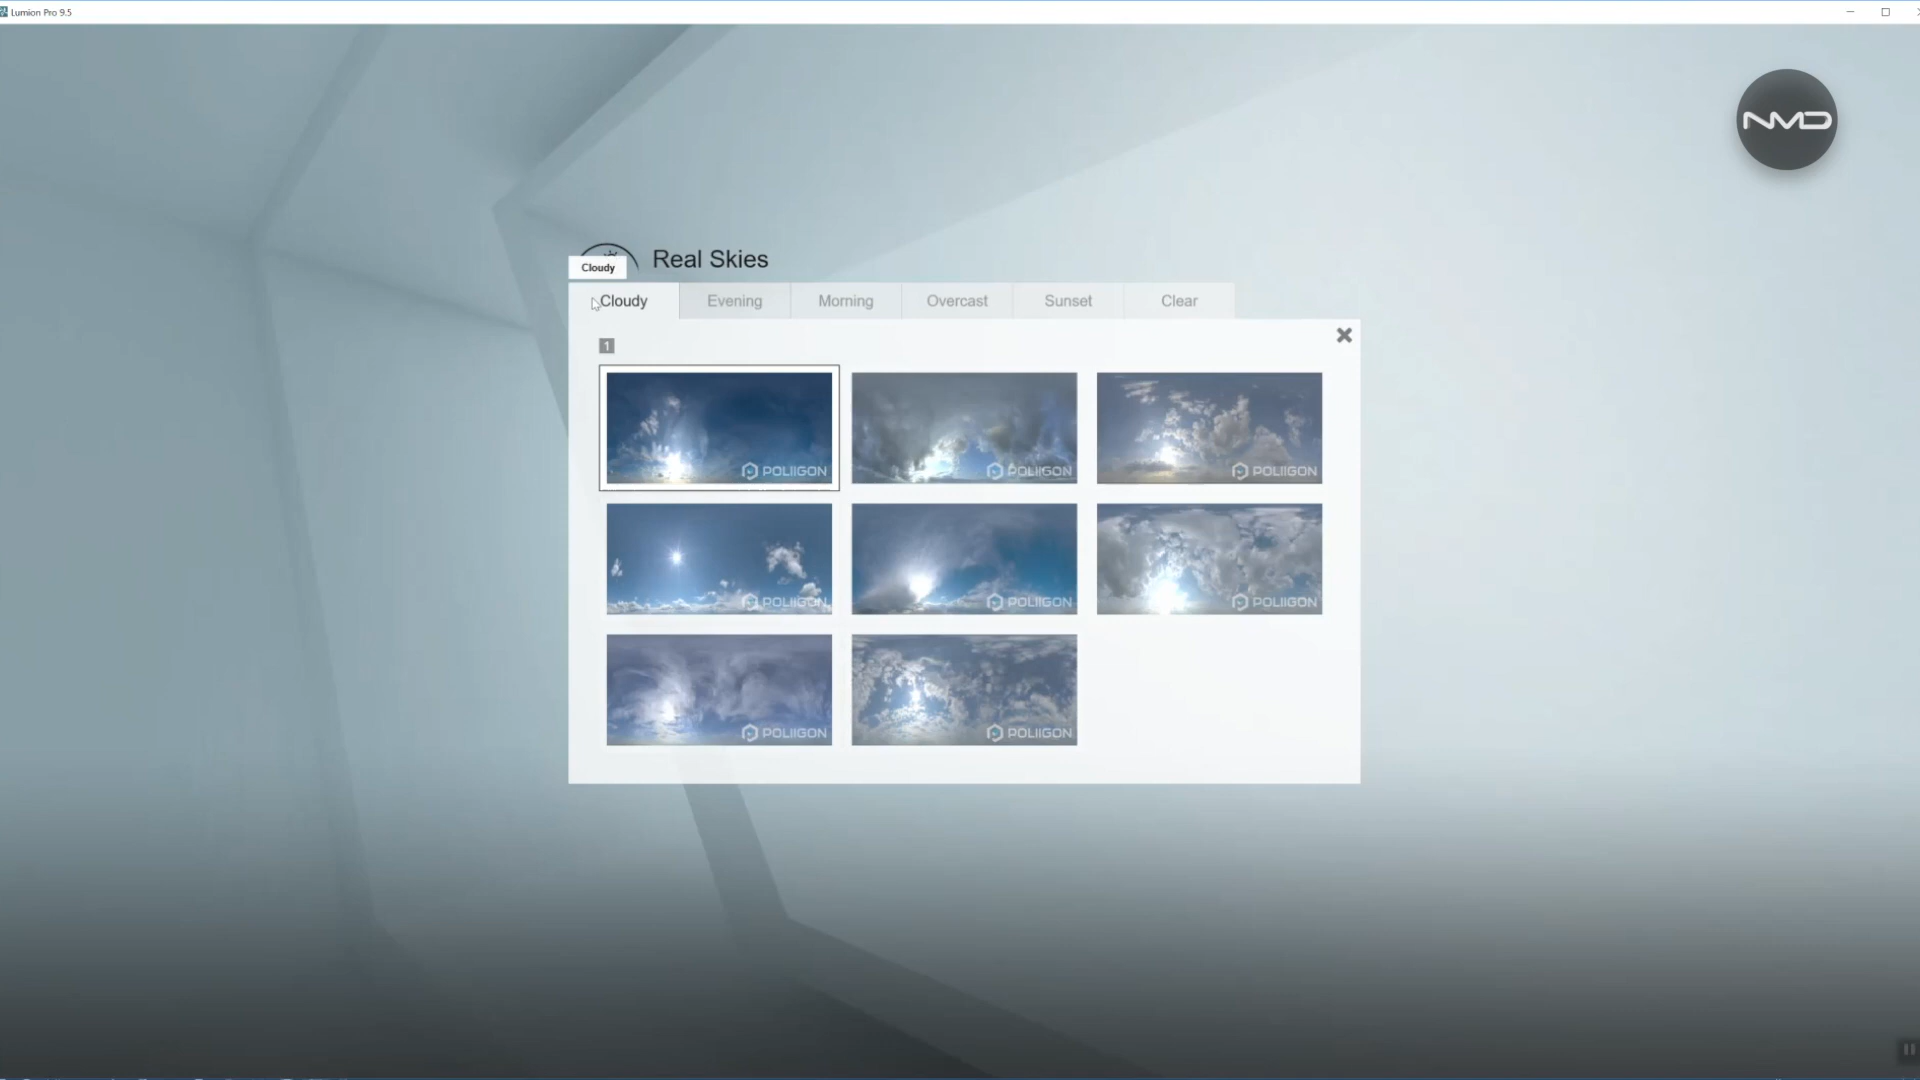 Lumion Pro 9.5
NMD
Real Skies
Cloudy
Cloudy
Evening
Morning
Overcast
Sunset
Clear
1
POLIIGON
POLIIGON
POLIIGON
POLIIGON
POLIIGON
POLIIGON
POLIIGON
POLIIGON